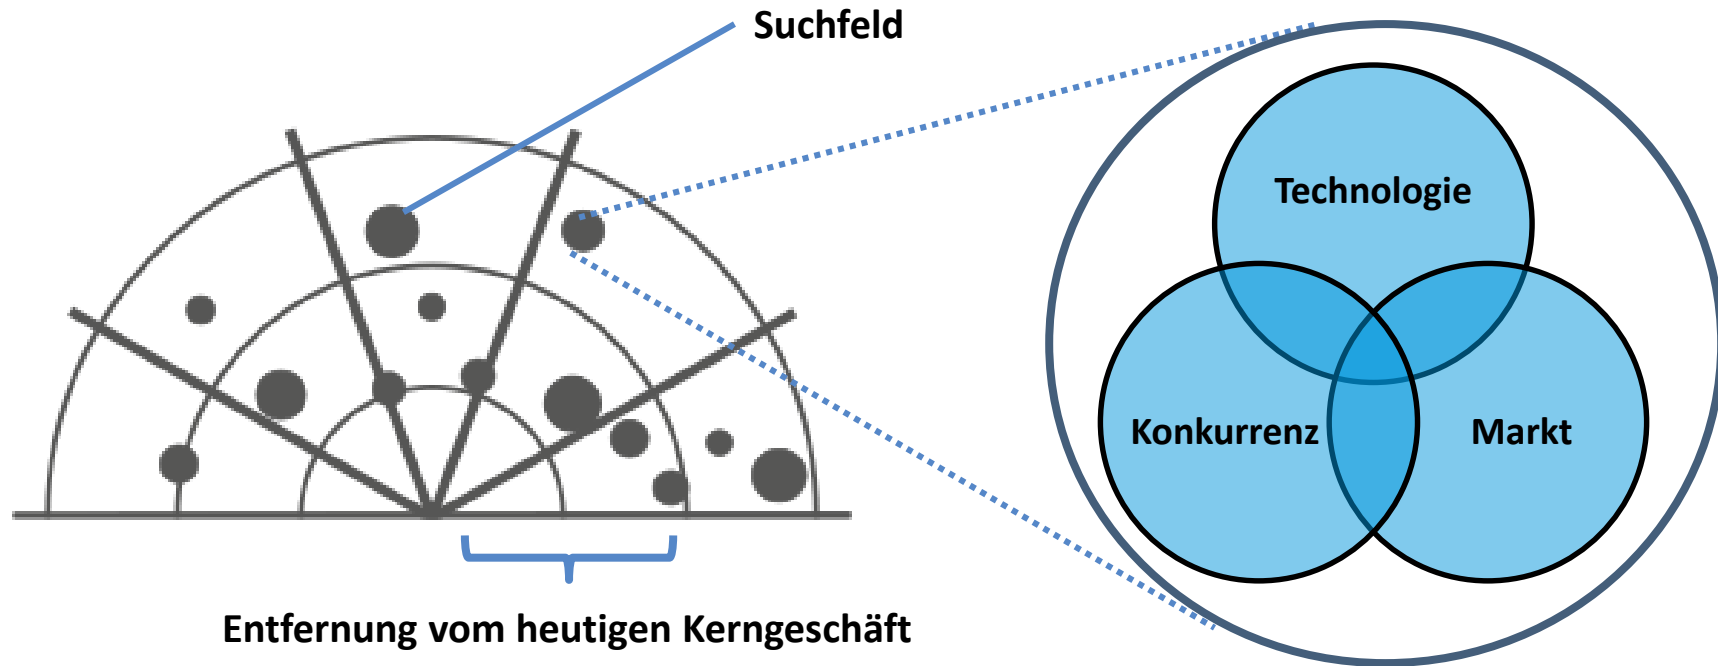 Suchfeld
Technologie
Konkurrenz
Markt
Entfernung vom heutigen Kerngeschäft